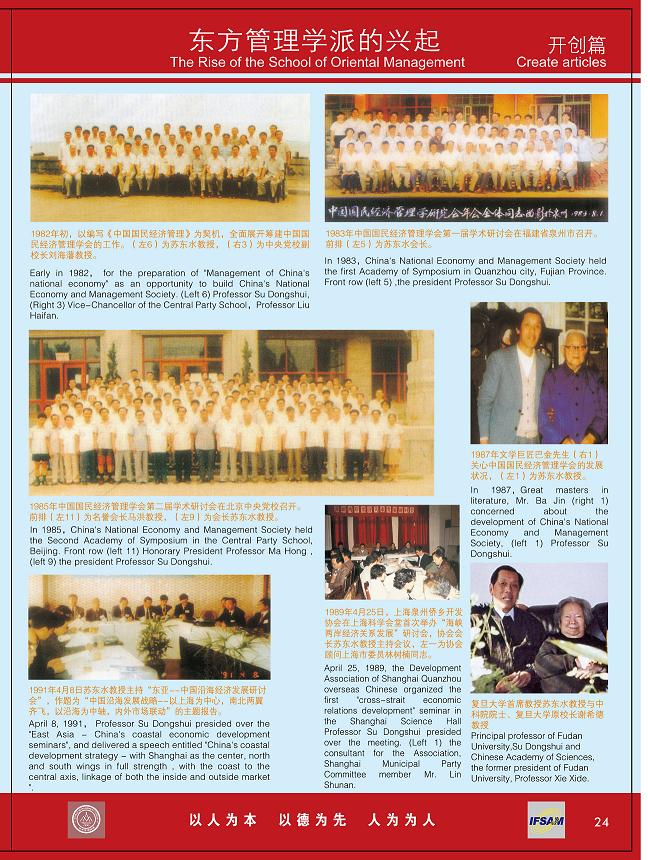 东方管理学派的兴起
The Rise of the School of Oriental Management
开创篇
Create articles
中国国民经济管理学研究会年会全体同志留影於泉州.1983.8.1.
1982年初，以编写《中国国民经济管理》为契机，全面展开筹建中国国
民经济管理学会的工作。（左6）为苏东水教授，（右3）为中央党校副
校长刘海藩教授。
Early in 1982， for the preparation of "Management of China's
national economy" as an opportunity to build China's National
Economy and Management Society. (Left 6) Professor Su Dongshui,
(Right 3) Vice-Chancellor of the Central Party School，Professor Liu
Haifan.
1983年中国国民经济管理学会第一届学术研讨会在福建省泉州市召开。
前排（左5）为苏东水会长。
In 1983，China's National Economy and Management Society held
the first Academy of Symposium in Quanzhou city, Fujian Province.
Front row (left 5) ,the president Professor Su Dongshui.
1985年中国国民经济管理学会第二届学术研讨会在北京中央党校召开。
前排（左11）为名誉会长马洪教授，（左9）为会长苏东水教授。
In 1985，China's National Economy and Management Society held
the Second Academy of Symposium in the Central Party School,
Beijing. Front row (left 11) Honorary President Professor Ma Hong ,
(left 9) the president Professor Su Dongshui.
1987年文学巨匠巴金先生（右1）
关心中国国民经济管理学会的发展
状况，（左1）为苏东水教授。
In 1987, Great masters in
literature, Mr. Ba Jin (right 1)
concerned about the
development of China's National
Economy and Management
Society, (left 1) Professor Su
Dongshui.
1989年4月25日，上海泉州侨乡开发
协会在上海科学会堂首次举办“海峡
两岸经济关系发展”研讨会，协会会
长苏东水教授主持会议，左一为协会
顾问上海市委员林树楠同志。
April 25, 1989, the Development
Association of Shanghai Quanzhou
overseas Chinese organized the
first "cross-strait economic
relations development" seminar in
the Shanghai Science Hall
Professor Su Dongshui presided
over the meeting. (Left 1) the
consultant for the Association,
Shanghai Municipal Party
Committee member Mr. Lin
Shunan.
1991年4月8日苏东水教授主持“东亚--中国沿海经济发展研讨
会”，作题为“中国沿海发展战略--以上海为中心，南北两翼
齐飞，以沿海为中轴，内外市场联动”的主题报告。
April 8, 1991， Professor Su Dongshui presided over the
"East Asia - China's coastal economic development
seminars", and delivered a speech entitled "China's coastal
development strategy - with Shanghai as the center, north
and south wings in full strength , with the coast to the
central axis, linkage of both the inside and outside market
".
复旦大学首席教授苏东水教授与中
科院院士、复旦大学原校长谢希德
教授
Principal professor of Fudan
University,Su Dongshui and
Chinese Academy of Sciences,
the former president of Fudan
University, Professor Xie Xide.
以人为本 以德为先 人为为人
IFSAM
24